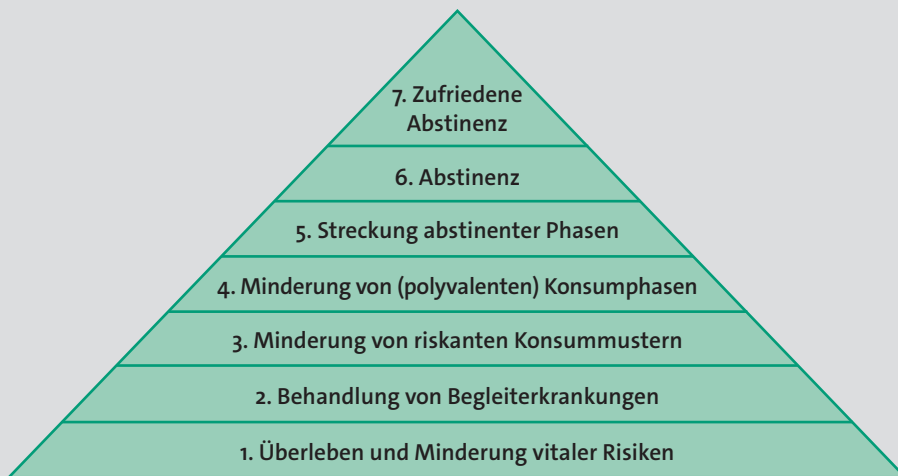 7. Zufriedene
Abstinenz
6. Abstinenz
5. Streckung abstinenter Phasen
4. Minderung von (polyvalenten) Konsumphasen
3. Minderung von riskanten Konsummustern
2. Behandlung von Begleiterkrankungen
1. Überleben und Minderung vitaler Risiken